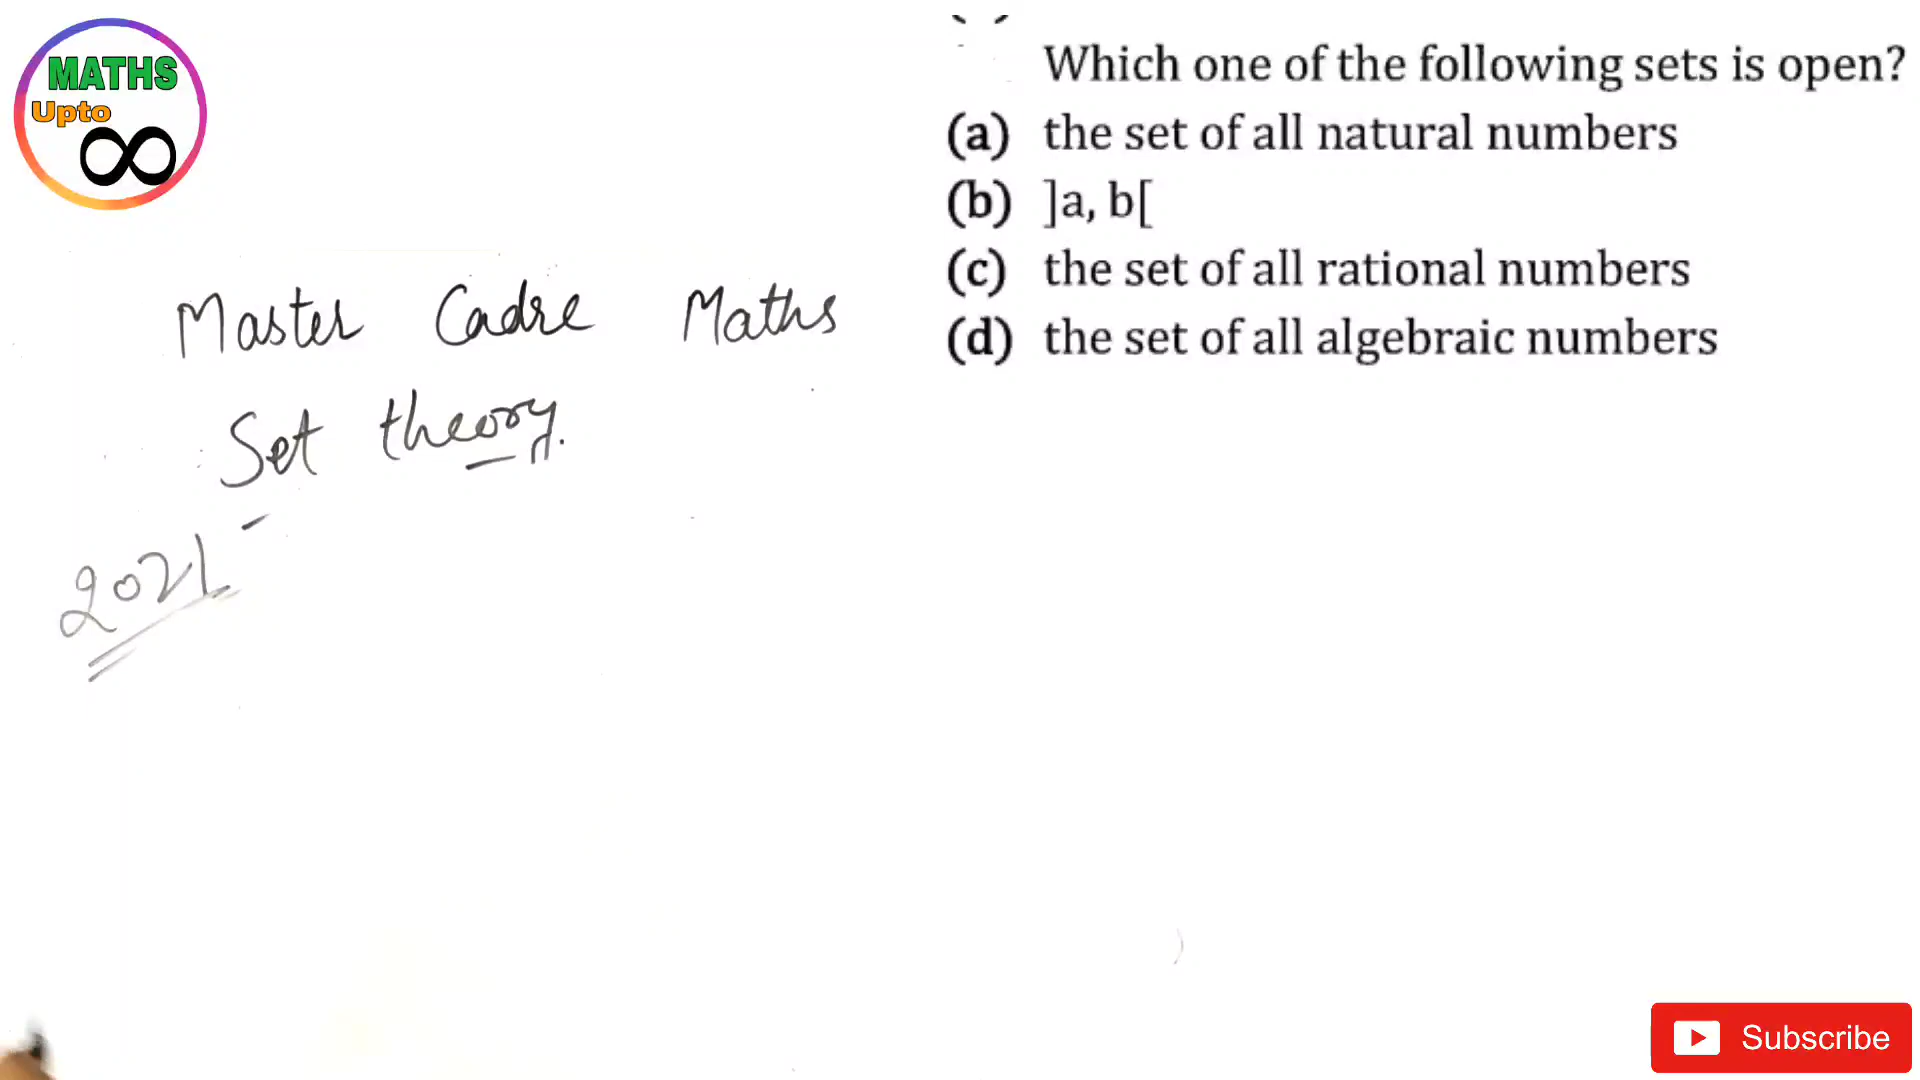 MATHS
Upto
∞
Which one of the following sets is open?
(a) the set of all natural numbers
(b) ]a, b[
(c) the set of all rational numbers
(d) the set of all algebraic numbers
Master Cadre Maths
Set theory.
2021
Subscribe